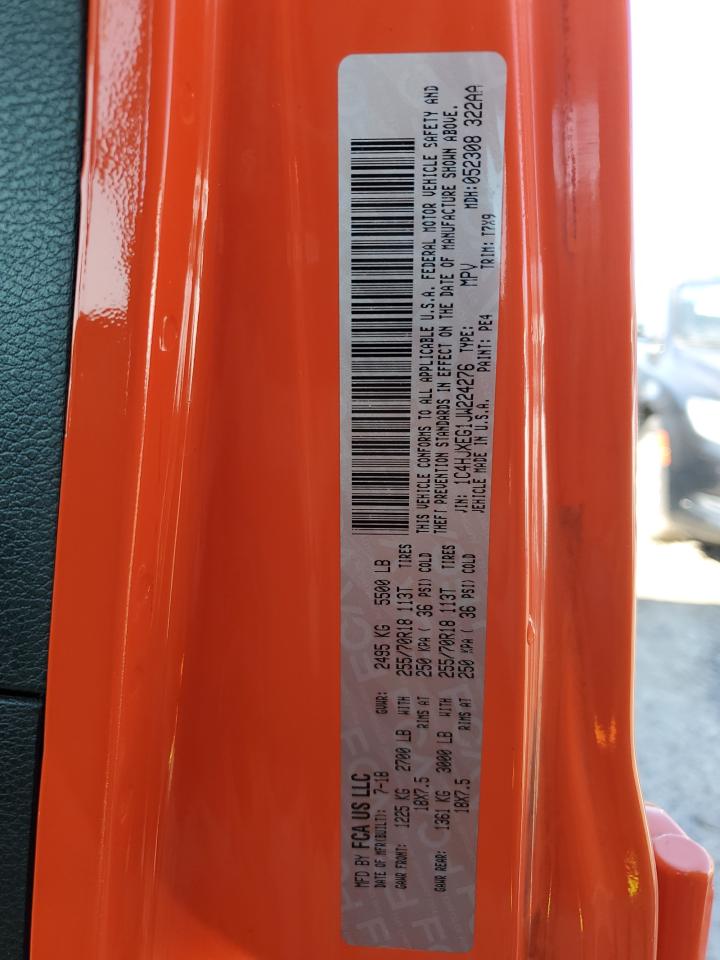 MFD BY FCA US LLC
DATE OF MFR(BUILT): 7-18 GVWR: 2495 KG 5500 LB
GAWR FRONT: 1225 KG 2700 LB WITH 255/70R18 113T TIRES
18X7.5 RIMS AT 250 KPA ( 36 PSI) COLD
GAWR REAR: 1361 KG 3000 LB WITH 255/70R18 113T TIRES
18X7.5 RIMS AT 250 KPA ( 36 PSI) COLD
THIS VEHICLE CONFORMS TO ALL APPLICABLE U.S.A. FEDERAL MOTOR VEHICLE SAFETY AND
THEFT PREVENTION STANDARDS IN EFFECT ON THE DATE OF MANUFACTURE SHOWN ABOVE.
VIN: 1C4HJXEG1JW224276 TYPE: MPV MDH:052308 322AA
VEHICLE MADE IN U.S.A. PAINT: PE4 TRIM: T7X9